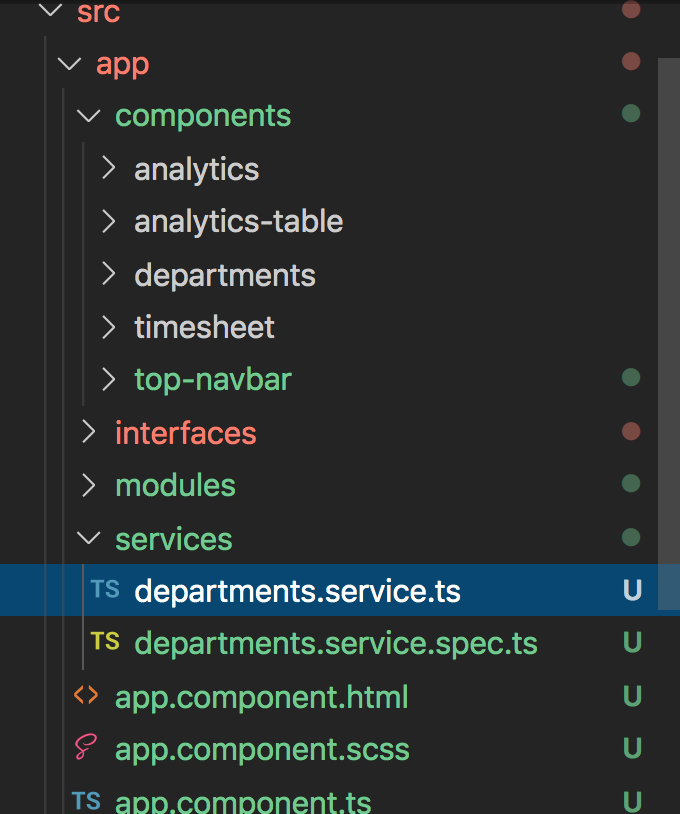 src
app
components
analytics
analytics-table
departments
timesheet
top-navbar
interfaces
modules
services
TS departments.service.ts U
TS departments.service.spec.ts U
<> app.component.html U
app.component.scss U
TS app.component.ts U